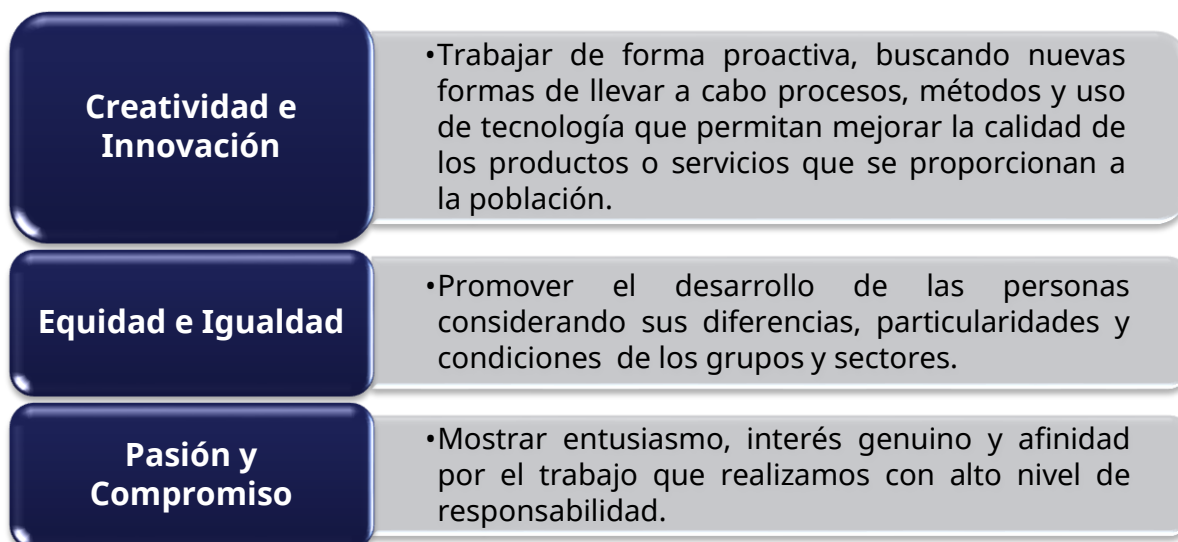 Creatividad e
Innovación
•Trabajar de forma proactiva, buscando nuevas
formas de llevar a cabo procesos, métodos y uso
de tecnología que permitan mejorar la calidad de
los productos o servicios que se proporcionan a
la población.
Equidad e Igualdad
•Promover el desarrollo de las personas
considerando sus diferencias, particularidades y
condiciones de los grupos y sectores.
Pasión y
Compromiso
•Mostrar entusiasmo, interés genuino y afinidad
por el trabajo que realizamos con alto nivel de
responsabilidad.